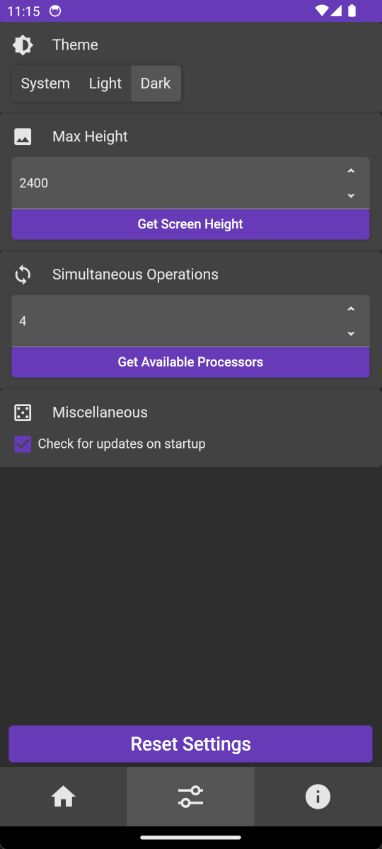 11:15
Theme
System Light Dark
Max Height
2400
Get Screen Height
Simultaneous Operations
4
Get Available Processors
Miscellaneous
Check for updates on startup
Reset Settings